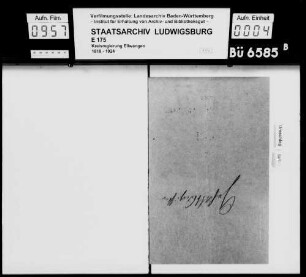 Aufn. Film
0957
Verfilmungsstelle: Landesarchiv Baden-Württemberg
- Institut für Erhaltung von Archiv- und Bibliotheksgut -
STAATSARCHIV LUDWIGSBURG
E 175
Kreisregierung Ellwangen
1818 - 1924
Aufn. Einheit
0004
BÜ 6585 B